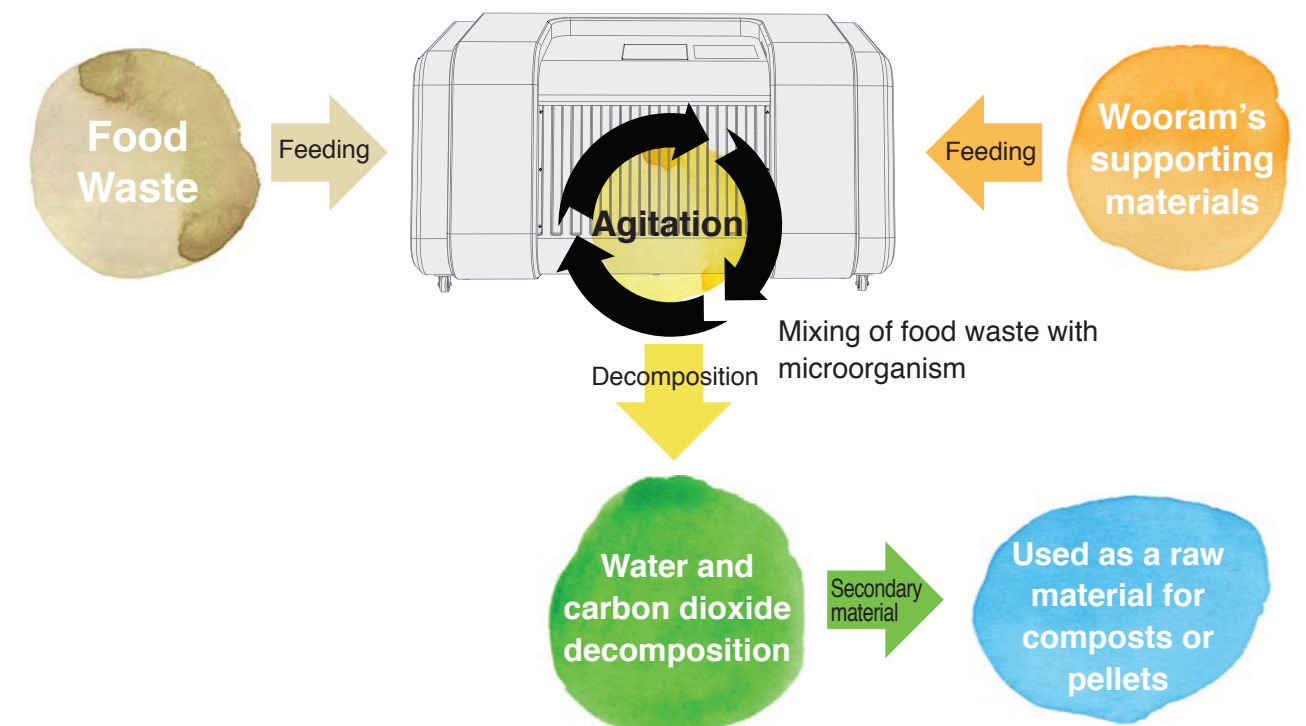 Food
Waste
Feeding
Agitation
Feeding
Wooram's
supporting
materials
Mixing of food waste with
microorganism
Decomposition
Water and
carbon dioxide
decomposition
Secondary
material
Used as a raw
material for
composts or
pellets